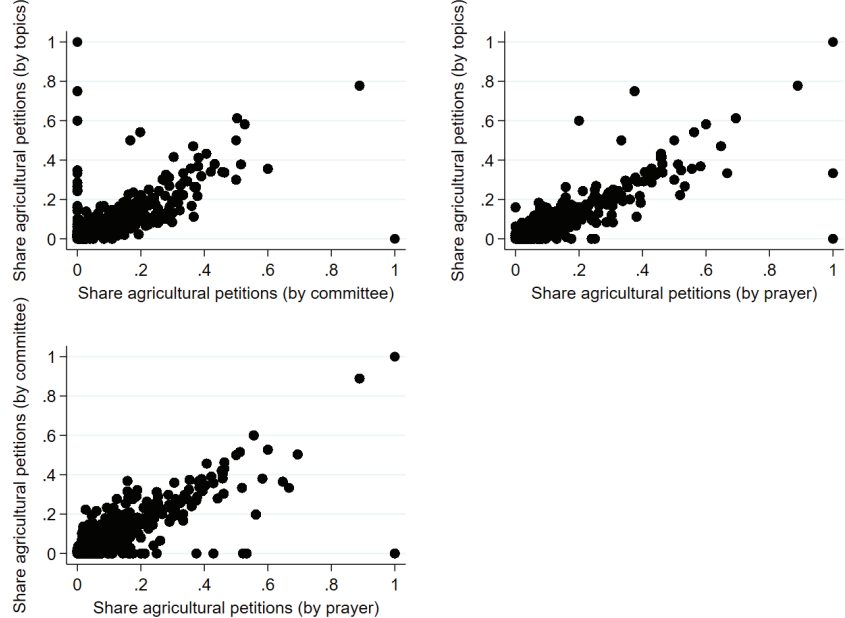 Share agricultural petitions (by topics)
1
.8
.6
.4
.2
0
0 .2 .4 .6 .8 1
Share agricultural petitions (by committee)
Share agricultural petitions (by topics)
1
.8
.6
.4
.2
0
0 .2 .4 .6 .8 1
Share agricultural petitions (by prayer)
Share agricultural petitions (by committee)
1
.8
.6
.4
.2
0
0 .2 .4 .6 .8 1
Share agricultural petitions (by prayer)